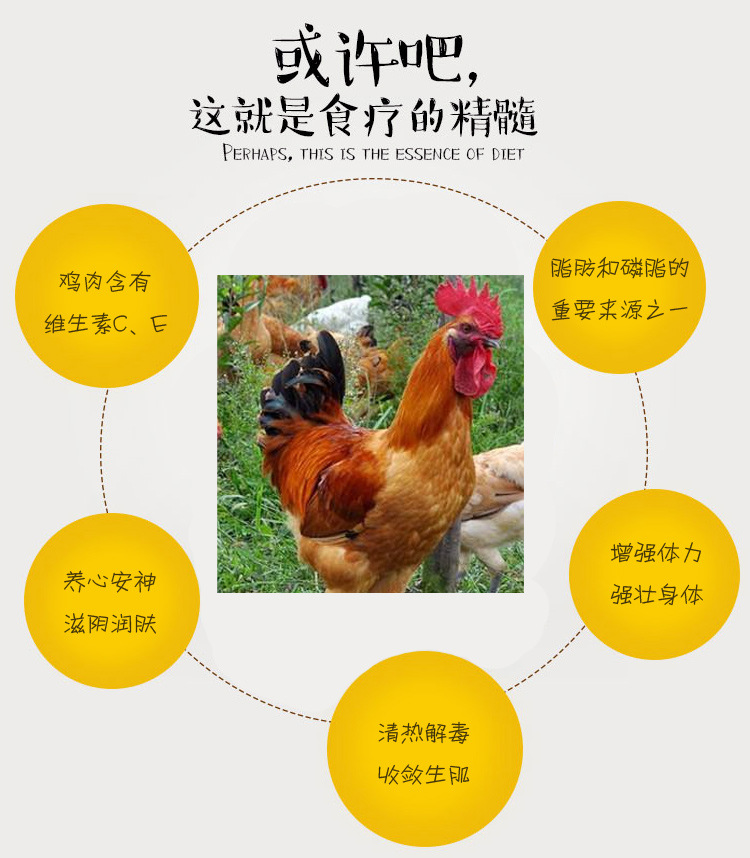 或许吧,
这就是食疗的精髓
PERHAPS, THIS IS THE ESSENCE OF DIET
鸡肉含有
维生素C、E
脂肪和磷脂的
重要来源之一
养心安神
滋阴润肤
增强体力
强壮身体
清热解毒
收敛生肌